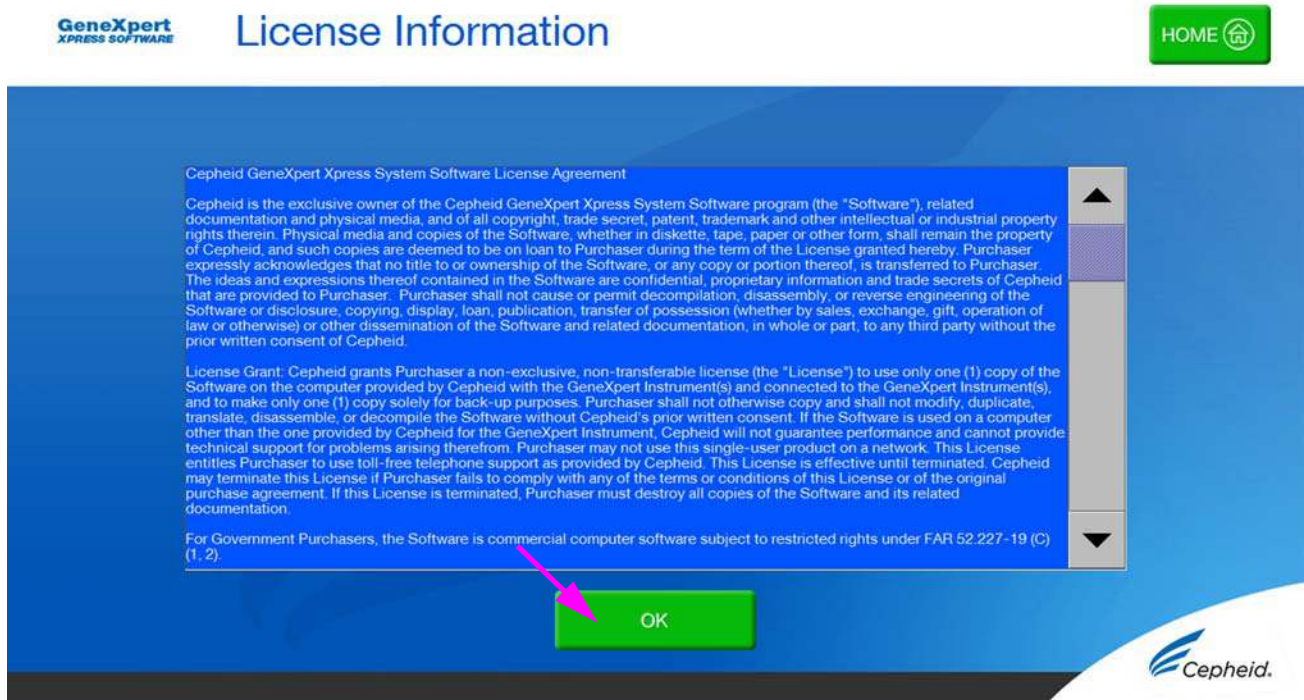 GeneXpert
XPRESS SOFTWARE
License Information
HOME
Cepheid GeneXpert Xpress System Software License Agreement
Cepheid is the exclusive owner of the Cepheid GeneXpert Xpress System Software program (the "Software"), related
documentation and physical media, and of all copyright, trade secret, patent, trademark and other intellectual or industrial property
rights therein. Physical media and copies of the Software, whether in diskette, tape, paper or other form, shall remain the property
of Cepheid, and such copies are deemed to be on loan to Purchaser during the term of the License granted hereby. Purchaser
expressly acknowledges that no title to or ownership of the Software, or any copy or portion thereof, is transferred to Purchaser.
The ideas and expressions thereof contained in the Software are confidential, proprietary information and trade secrets of Cepheid
that are provided to Purchaser. Purchaser shall not cause or permit decompilation, disassembly, or reverse engineering of the
Software or disclosure, copying, display, loan, publication, transfer of possession (whether by sales, exchange, gift, operation of
law or otherwise) or other dissemination of the Software and related documentation, in whole or part, to any third party without the
prior written consent of Cepheid.
License Grant: Cepheid grants Purchaser a non-exclusive, non-transferable license (the "License") to use only one (1) copy of the
Software on the computer provided by Cepheid with the GeneXpert Instrument(s) and connected to the GeneXpert Instrument(s),
and to make only one (1) copy solely for back-up purposes. Purchaser shall not otherwise copy and shall not modify, duplicate,
translate, disassemble, or decompile the Software without Cepheid's prior written consent. If the Software is used on a computer
other than the one provided by Cepheid for the GeneXpert Instrument, Cepheid will not guarantee performance and cannot provide
technical support for problems arising therefrom. Purchaser may not use this single-user product on a network. This License
entitles Purchaser to use toll-free telephone support as provided by Cepheid. This License is effective until terminated. Cepheid
may terminate this License if Purchaser fails to comply with any of the terms or conditions of this License or of the original
purchase agreement. If this License is terminated, Purchaser must destroy all copies of the Software and its related
documentation.
For Government Purchasers, the Software is commercial computer software subject to restricted rights under FAR 52.227-19 (C)
(1, 2).
OK
Cepheid.